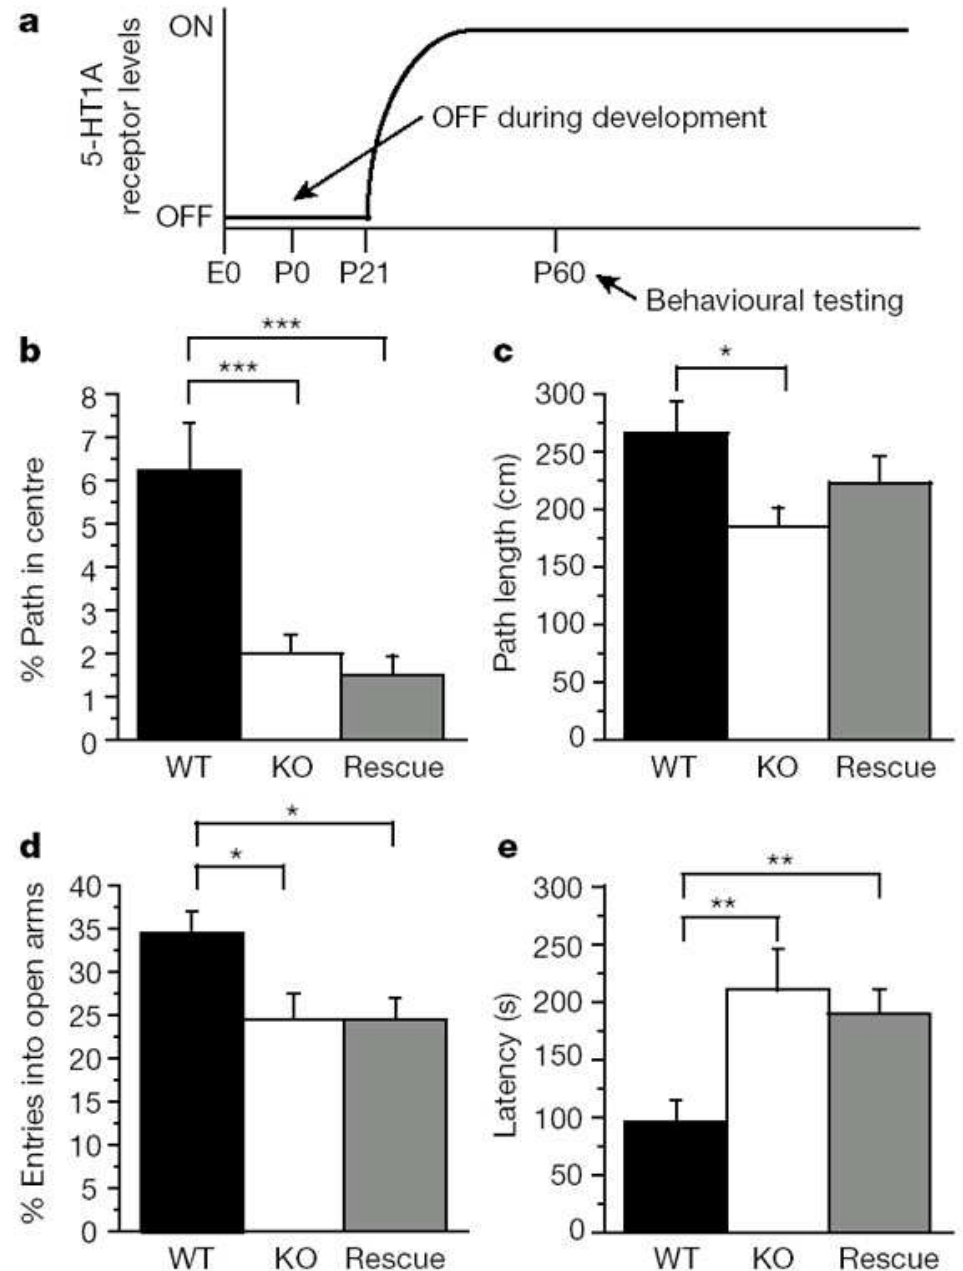 a
ON
5-HT1A
receptor levels
OFF during development
OFF
E0 P0 P21 P60
Behavioural testing
b
***
***
8
7
6
5
4
3
2
1
0
% Path in centre
WT KO Rescue
c
*
300
250
200
150
100
50
0
Path length (cm)
WT KO Rescue
d
*
*
40
35
30
25
20
15
10
5
0
% Entries into open arms
WT KO Rescue
e
**
**
300
250
200
150
100
50
0
Latency (s)
WT KO Rescue